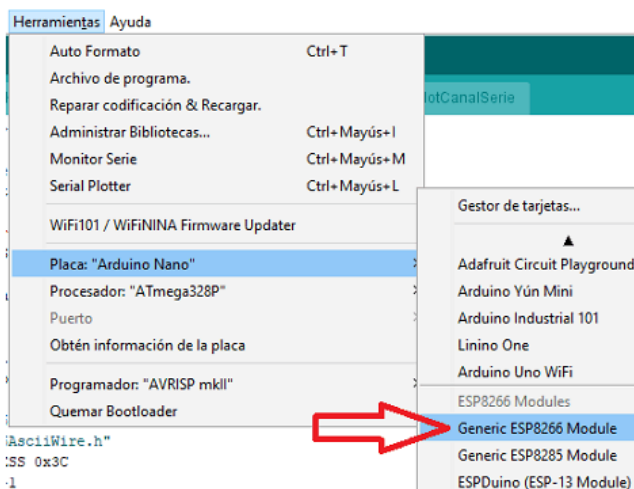 Herramientas Ayuda
Auto Formato Ctrl+T
Archivo de programa.
Reparar codificación & Recargar.
Administrar Bibliotecas... Ctrl+Mayús+I
Monitor Serie Ctrl+Mayús+M
Serial Plotter Ctrl+Mayús+L
WiFi101 / WiFiNINA Firmware Updater
Placa: "Arduino Nano"
Procesador: "ATmega328P"
Puerto
Obtén información de la placa
Programador: "AVRISP mkII"
Quemar Bootloader
lotCanalSerie
Gestor de tarjetas...
Adafruit Circuit Playground
Arduino Yún Mini
Arduino Industrial 101
Linino One
Arduino Uno WiFi
ESP8266 Modules
Generic ESP8266 Module
Generic ESP8285 Module
ESPDuino (ESP-13 Module)
AsciiWire.h"
SS 0x3C
-1